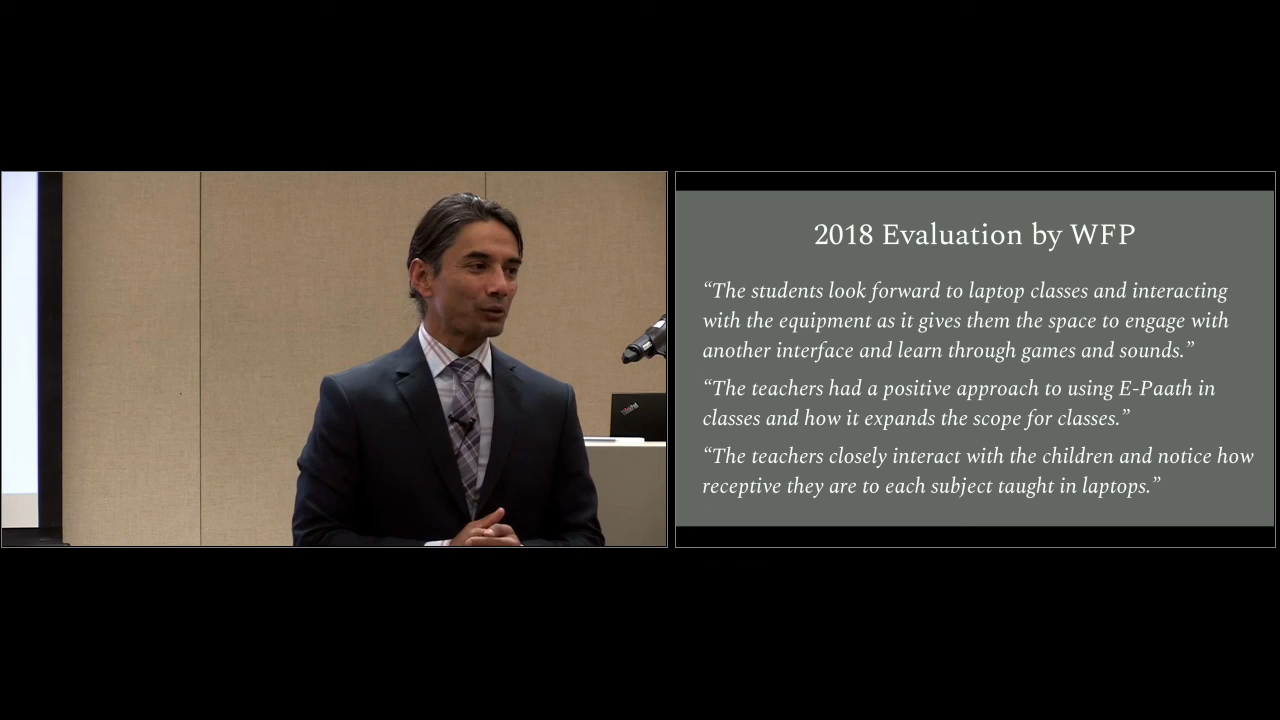 2018 Evaluation by WFP
“The students look forward to laptop classes and interacting
with the equipment as it gives them the space to engage with
another interface and learn through games and sounds.”
“The teachers had a positive approach to using E-Paath in
classes and how it expands the scope for classes.”
“The teachers closely interact with the children and notice how
receptive they are to each subject taught in laptops.”